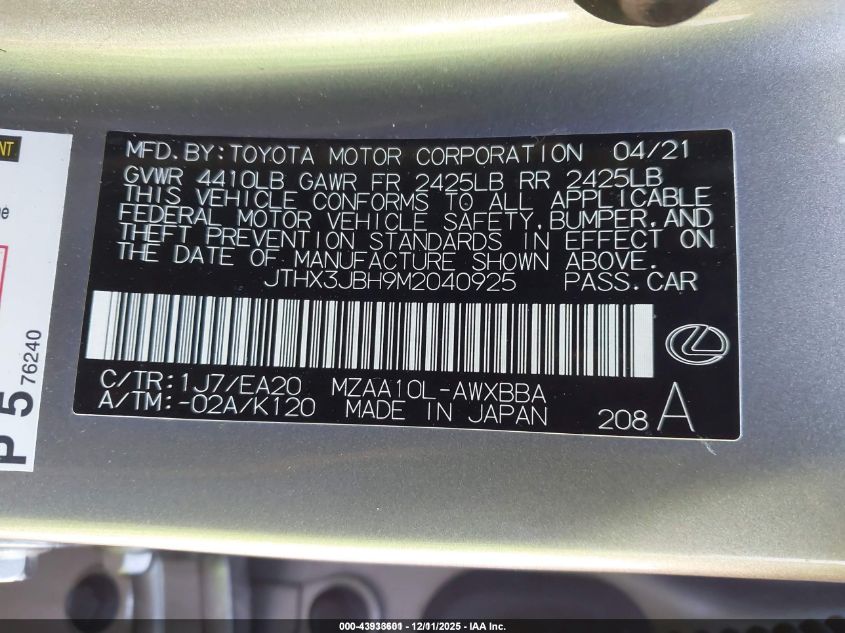 MFD.BY:TOYOTA MOTOR CORPORATION 04/21
GVWR 4410LB GAWR FR 2425LB RR 2425LB
THIS VEHICLE CONFORMS TO ALL APPLICABLE
FEDERAL MOTOR VEHICLE SAFETY,BUMPER,AND
THEFT PREVENTION STANDARDS IN EFFECT ON
THE DATE OF MANUFACTURE SHOWN ABOVE.
JTHX3JBH9M2040925 PASS.CAR
C/TR:1J7/EA20 MZAA10L-AWXBBA
A/TM:-02A/K120 MADE IN JAPAN
208 A
NT
P 5 76240
12/01/2025 - IAA Inc.